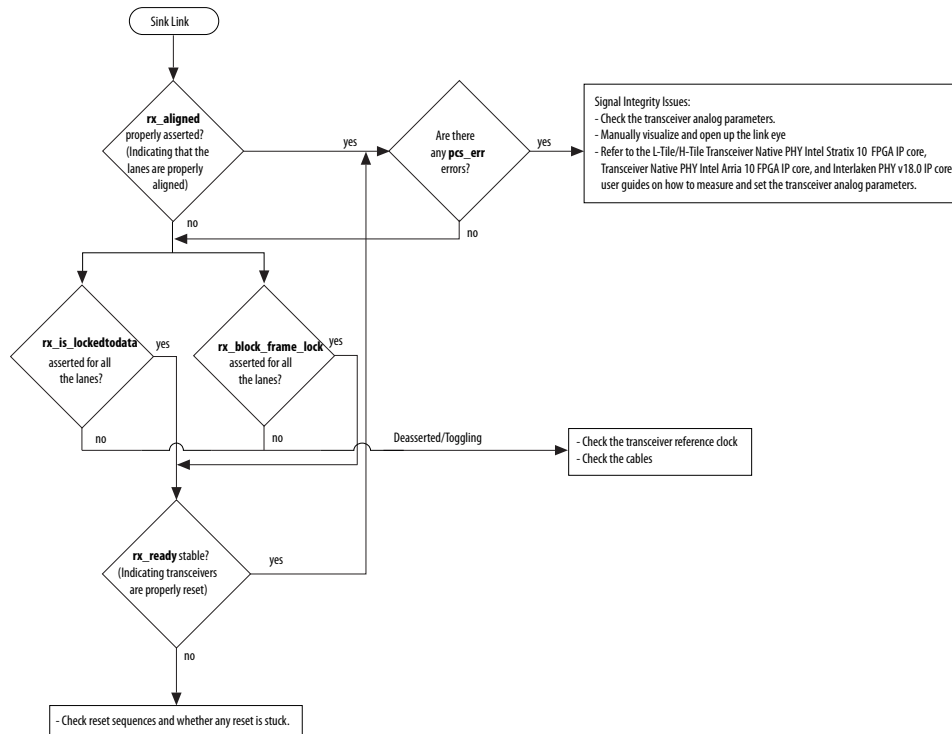 Sink Link
rx_aligned
properly asserted?
(Indicating that the
lanes are properly
aligned)
yes
no
Are there
any pcs_err
errors?
yes
no
Signal Integrity Issues:
- Check the transceiver analog parameters.
- Manually visualize and open up the link eye
- Refer to the L-Tile/H-Tile Transceiver Native PHY Intel Stratix 10 FPGA IP core,
Transceiver Native PHY Intel Arria 10 FPGA IP core, and Interlaken PHY v18.0 IP core
user guides on how to measure and set the transceiver analog parameters.
rx_is_lockedtodata
asserted for all
the lanes?
yes
no
rx_block_frame_lock
asserted for all
the lanes?
yes
no
Deasserted/Toggling
- Check the transceiver reference clock
- Check the cables
rx_ready stable?
(Indicating transceivers
are properly reset)
yes
no
- Check reset sequences and whether any reset is stuck.